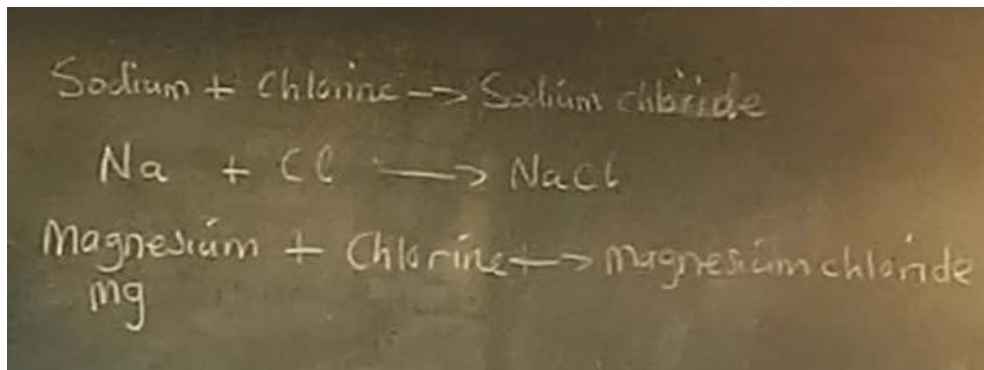 Sodium + Chlorine -> Sodium chloride
Na + Cl -> NaCl
Magnesium + Chlorine -> Magnesium chloride
mg